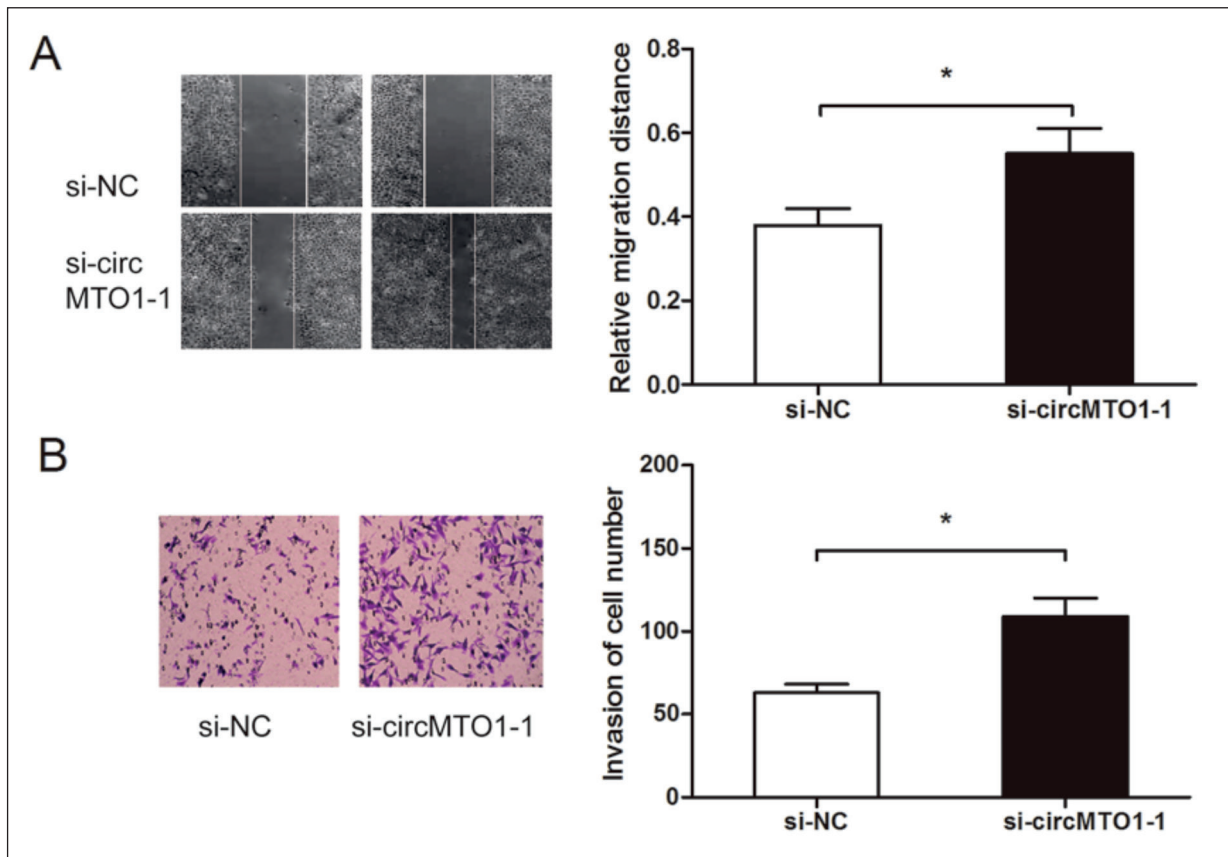 A
si-NC
si-circ
MTO1-1
Relative migration distance
0.8
0.6
0.4
0.2
0.0
*
si-NC
si-circMTO1-1
B
si-NC
si-circMTO1-1
Invasion of cell number
200
150
100
50
0
*
si-NC
si-circMTO1-1